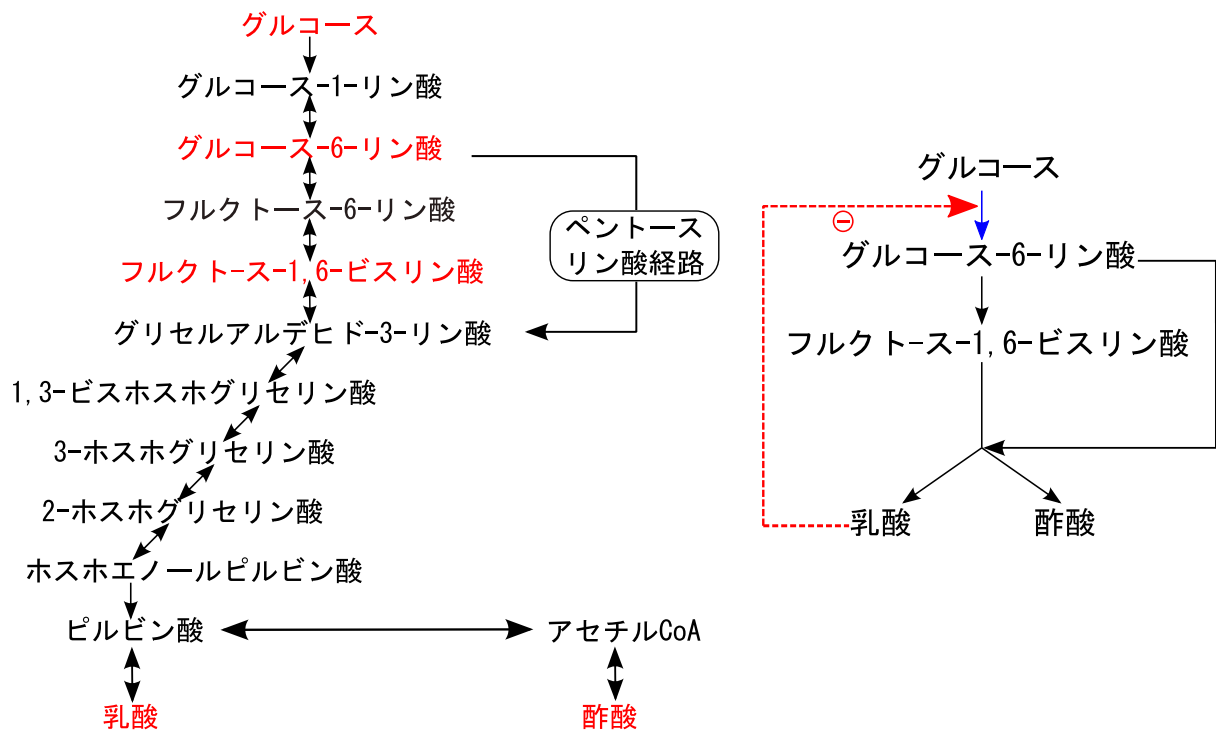 グルコース
グルコース-1-リン酸
グルコース-6-リン酸
フルクトース-6-リン酸
フルクト-ス-1,6-ビスリン酸
グリセルアルデヒド-3-リン酸
1,3-ビスホスホグリセリン酸
3-ホスホグリセリン酸
2-ホスホグリセリン酸
ホスホエノールピルビン酸
ピルビン酸
アセチルCoA
乳酸
酢酸
ペントース
リン酸経路
グルコース
⊖
グルコース-6-リン酸
フルクト-ス-1,6-ビスリン酸
乳酸
酢酸